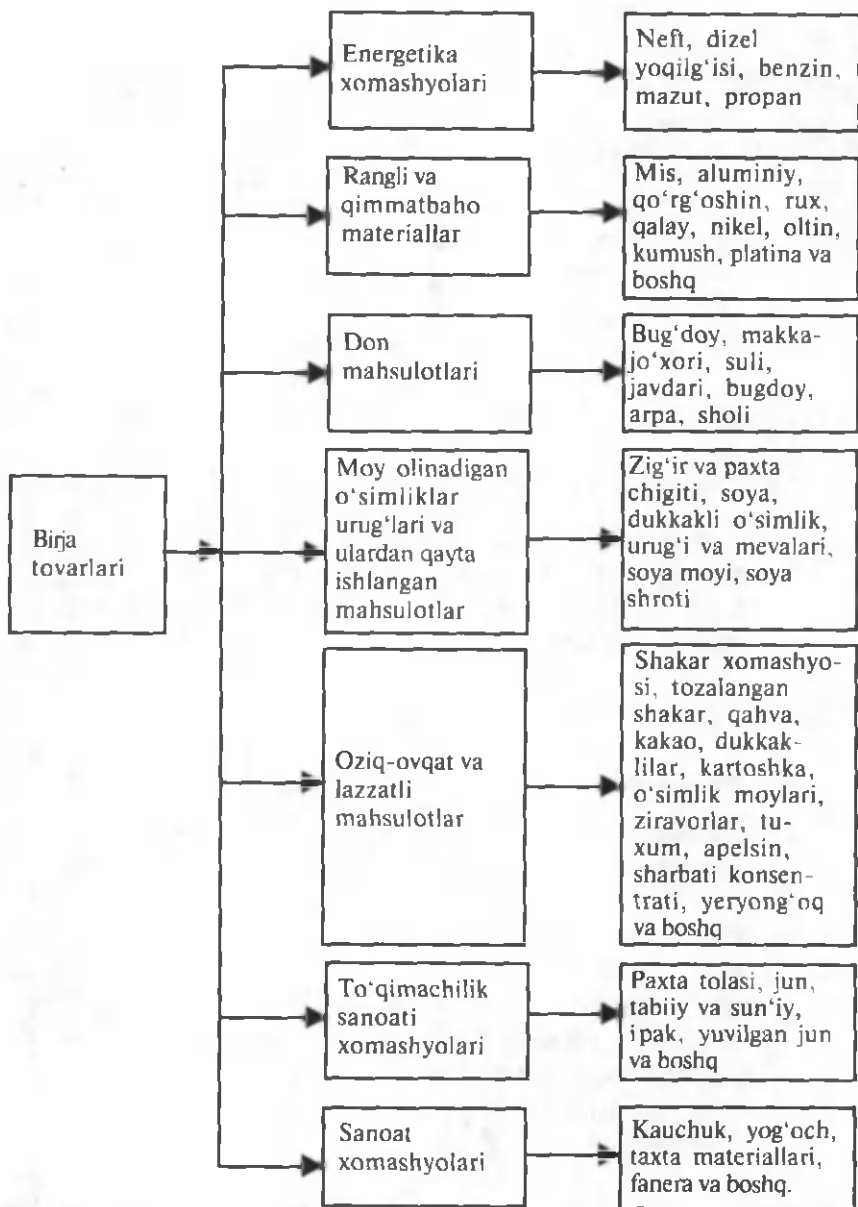 Energetika
xomashyolari
Neft, dizel
yoqilg‘isi, benzin,
mazut, propan
Rangli va
qimmatbaho
materiallar
Mis, aluminiy,
qo‘rg‘oshin, rux,
qalay, nikel, oltin,
kumush, platina va
boshq
Don
mahsulotlari
Bug‘doy, makka-
jo‘xori, suli,
javdari, bugdoy,
arpa, sholi
Birja
tovarlari
Moy olinadigan
o‘simliklar
urug‘lari va
ulardan qayta
ishlangan
mahsulotlar
Zig‘ir va paxta
chigiti, soya,
dukkakli o‘simlik,
urug‘i va mevalari,
soya moyi, soya
shroti
Oziq-ovqat va
lazzatli
mahsulotlar
Shakar xomashyo-
si, tozalangan
shakar, qahva,
kakao, dukkak-
lilar, kartoshka,
o‘simlik moylari,
ziravorlar, tu-
xum, apelsin,
sharbati konsen-
trati, yeryong‘oq
va boshq
To‘qimachilik
sanoati
xomashyolari
Paxta tolasi, jun,
tabiiy va sun‘iy,
ipak, yuvilgan jun
va boshq
Sanoat
xomashyolari
Kauchuk, yog‘och,
taxta materiallari,
fanera va boshq.